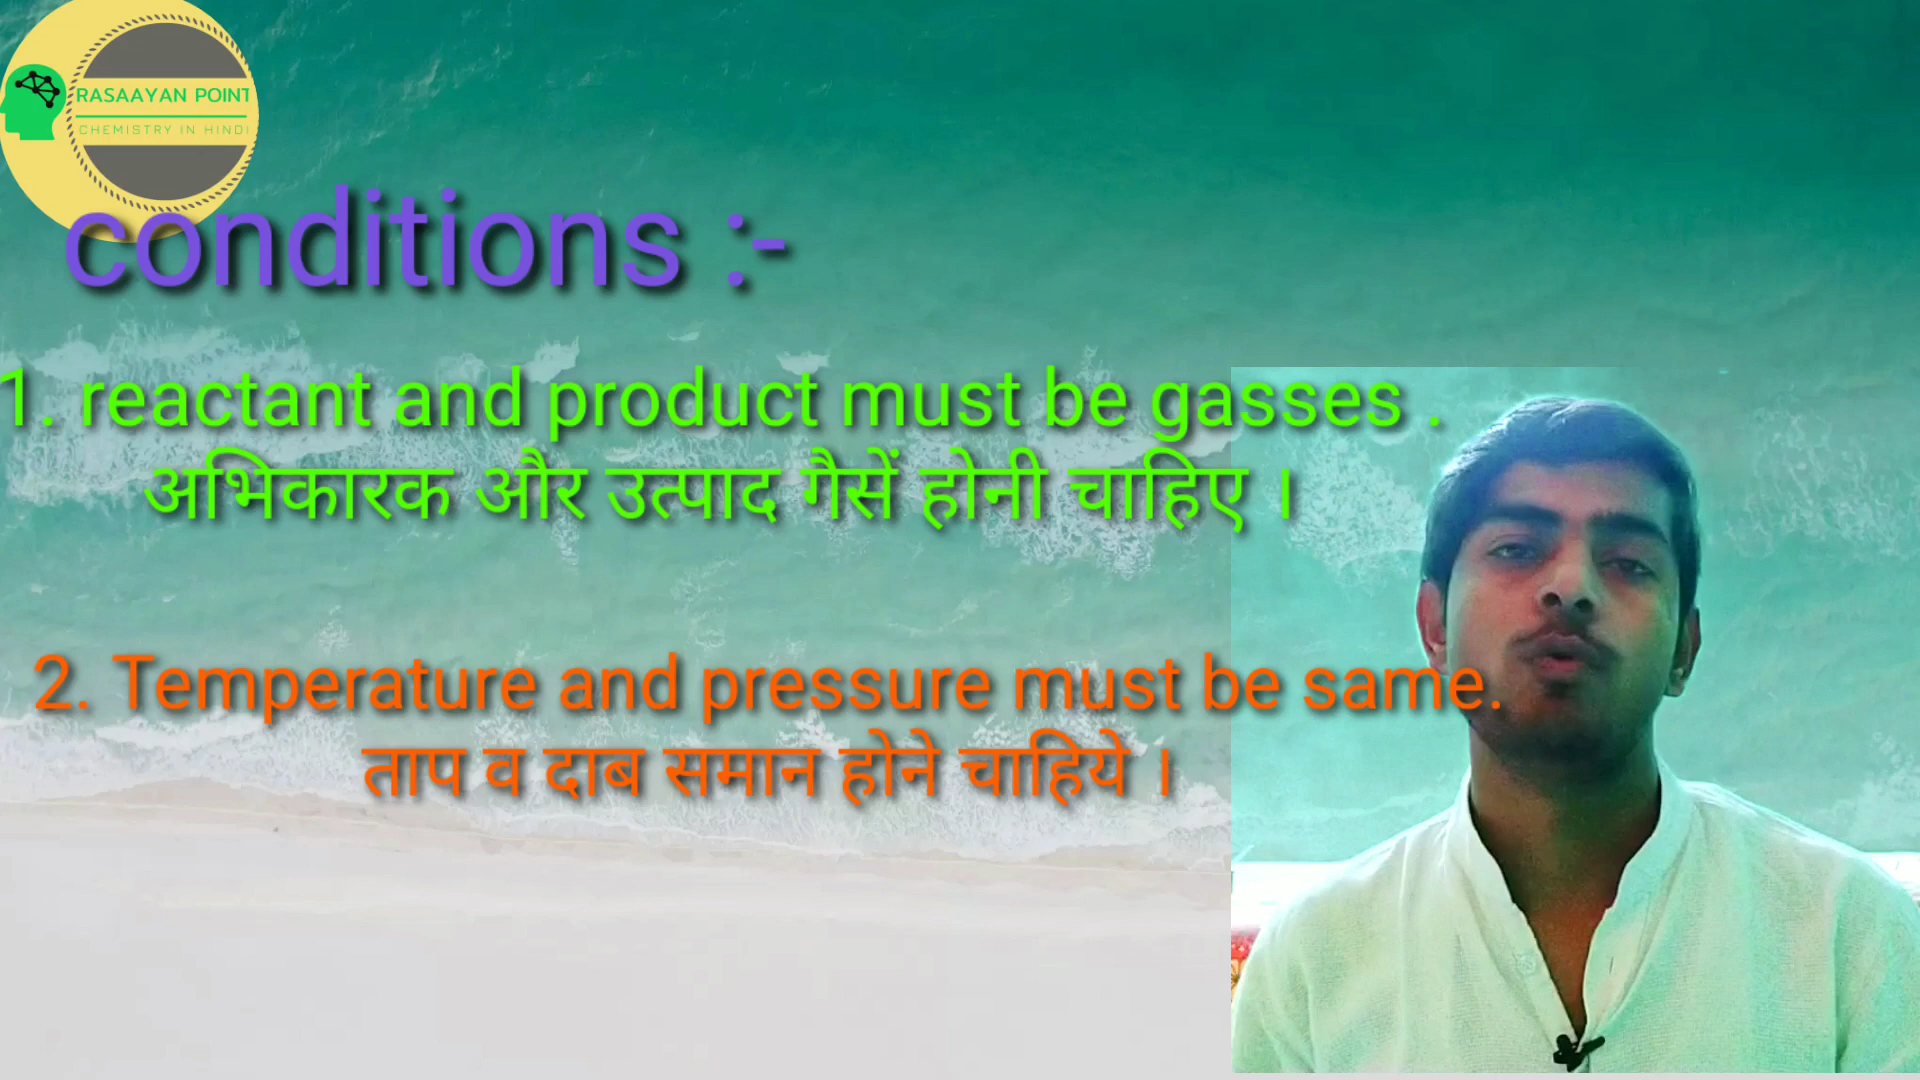 RASAAYAN POINT
CHEMISTRY IN HINDI
conditions :-
1. reactant and product must be gasses .
अभिकारक और उत्पाद गैसें होनी चाहिए ।
2. Temperature and pressure must be same.
ताप व दाब समान होने चाहिये ।